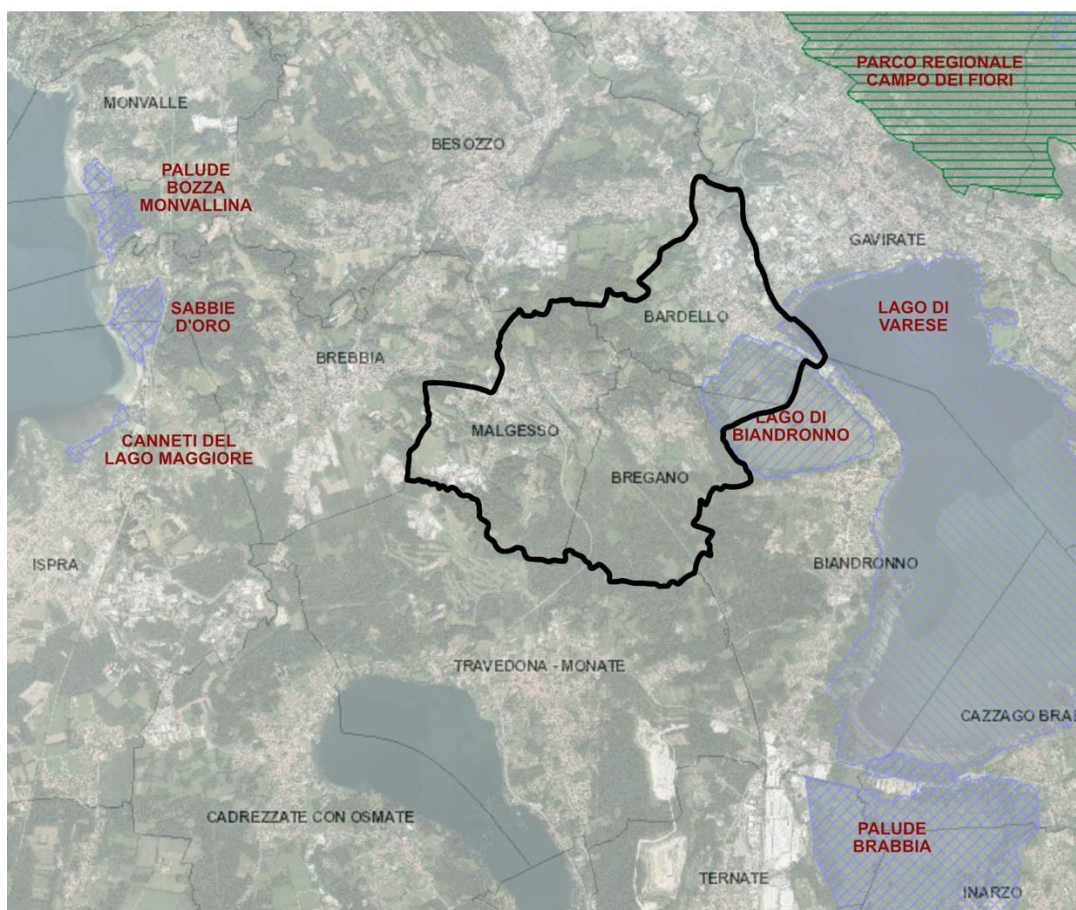 PARCO REGIONALE
CAMPO DEI FIORI
MONVALLE
BESOZZO
PALUDE
BOZZA
MONVALLINA
GAVIRATE
SABBIE
D'ORO
LAGO DI
VARESE
BARDELLO
BREBBIA
LAGO DI
BIANDRONNO
MALGESSO
CANNETI DEL
LAGO MAGGIORE
BREGANO
ISPRA
BIANDRONNO
TRAVEDONA - MONATE
CAZZAGO BRA
CADREZZATE CON OSMATE
PALUDE
BRABBIA
TERNATE
INARZO